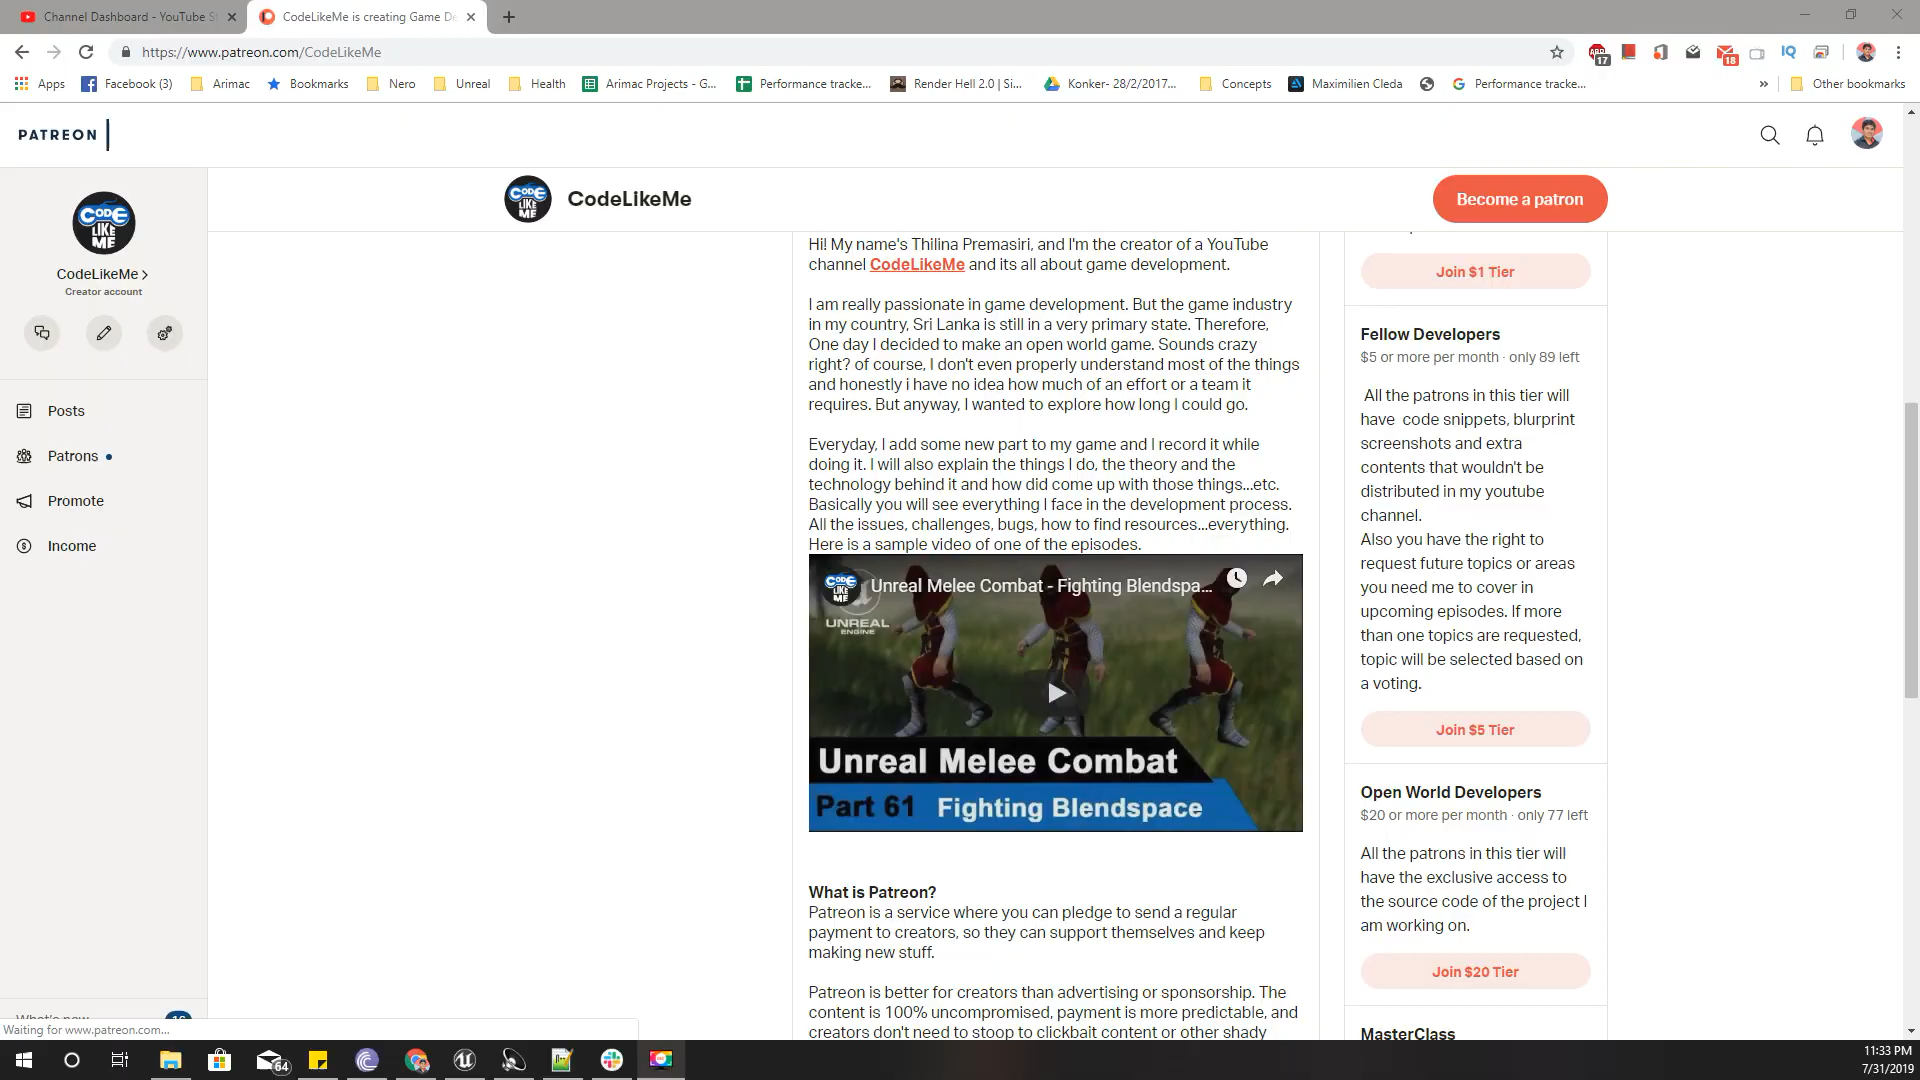 Channel Dashboard - YouTube S
CodeLikeMe is creating Game De
https://www.patreon.com/CodeLikeMe
17
18
IQ
Apps
Facebook (3)
Arimac
Bookmarks
Nero
Unreal
Health
Arimac Projects - G...
Performance tracke...
Render Hell 2.0 | Si...
Konker- 28/2/2017...
Concepts
Maximilien Cleda
Performance tracke...
Other bookmarks
PATREON
CODE LIKE ME
CodeLikeMe
Become a patron
CODE
LIKE
ME
CodeLikeMe
Creator account
Posts
Patrons
Promote
Income
Hi! My name's Thilina Premasiri, and I'm the creator of a YouTube
channel CodeLikeMe and its all about game development.
I am really passionate in game development. But the game industry
in my country, Sri Lanka is still in a very primary state. Therefore,
One day I decided to make an open world game. Sounds crazy
right? of course, I don't even properly understand most of the things
and honestly i have no idea how much of an effort or a team it
requires. But anyway, I wanted to explore how long I could go.
Everyday, I add some new part to my game and I record it while
doing it. I will also explain the things I do, the theory and the
technology behind it and how did come up with those things...etc.
Basically you will see everything I face in the development process.
All the issues, challenges, bugs, how to find resources...everything.
Here is a sample video of one of the episodes.
CODE LIKE ME
Unreal Melee Combat - Fighting Blendspa...
UNREAL
ENGINE
Unreal Melee Combat
Part 61 Fighting Blendspace
What is Patreon?
Patreon is a service where you can pledge to send a regular
payment to creators, so they can support themselves and keep
making new stuff.
Patreon is better for creators than advertising or sponsorship. The
content is 100% uncompromised, payment is more predictable, and
creators don't need to stoop to clickbait content or other shady
Join $1 Tier
Fellow Developers
$5 or more per month · only 89 left
All the patrons in this tier will
have code snippets, blurprint
screenshots and extra
contents that wouldn't be
distributed in my youtube
channel.
Also you have the right to
request future topics or areas
you need me to cover in
upcoming episodes. If more
than one topics are requested,
topic will be selected based on
a voting.
Join $5 Tier
Open World Developers
$20 or more per month · only 77 left
All the patrons in this tier will
have the exclusive access to
the source code of the project I
am working on.
Join $20 Tier
MasterClass
What's new
Waiting for www.patreon.com...
64
11:33 PM
7/31/2019